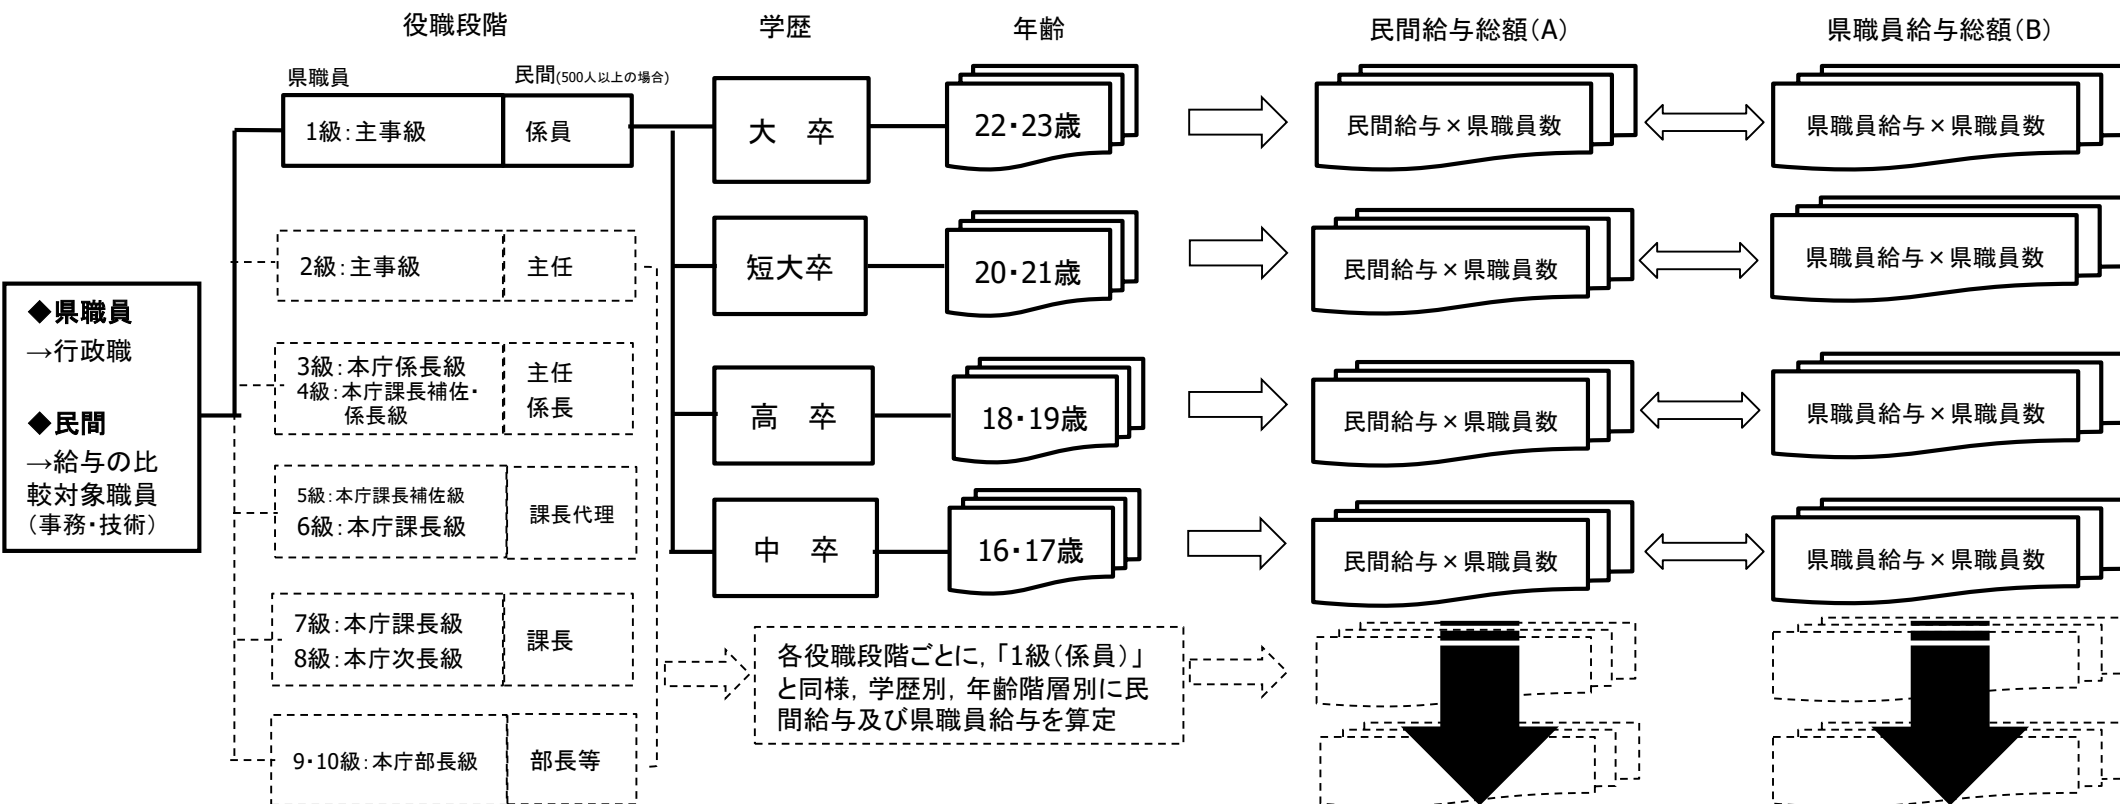 役職段階
学歴
年齢
民間給与総額(A)
県職員給与総額(B)
県職員
民間(500人以上の場合)
1級:主事級
係員
大 卒
22・23歳
民間給与×県職員数
県職員給与×県職員数
2級:主事級
主任
短大卒
20・21歳
民間給与×県職員数
県職員給与×県職員数
◆県職員
→行政職
◆民間
→給与の比
較対象職員
(事務・技術)
3級:本庁係長級
4級:本庁課長補佐・
係長級
主任
係長
高 卒
18・19歳
民間給与×県職員数
県職員給与×県職員数
5級:本庁課長補佐級
6級:本庁課長級
課長代理
中 卒
16・17歳
民間給与×県職員数
県職員給与×県職員数
7級:本庁課長級
8級:本庁次長級
課長
各役職段階ごとに,「1級(係員)」
と同様,学歴別,年齢階層別に民
間給与及び県職員給与を算定
9・10級:本庁部長級
部長等